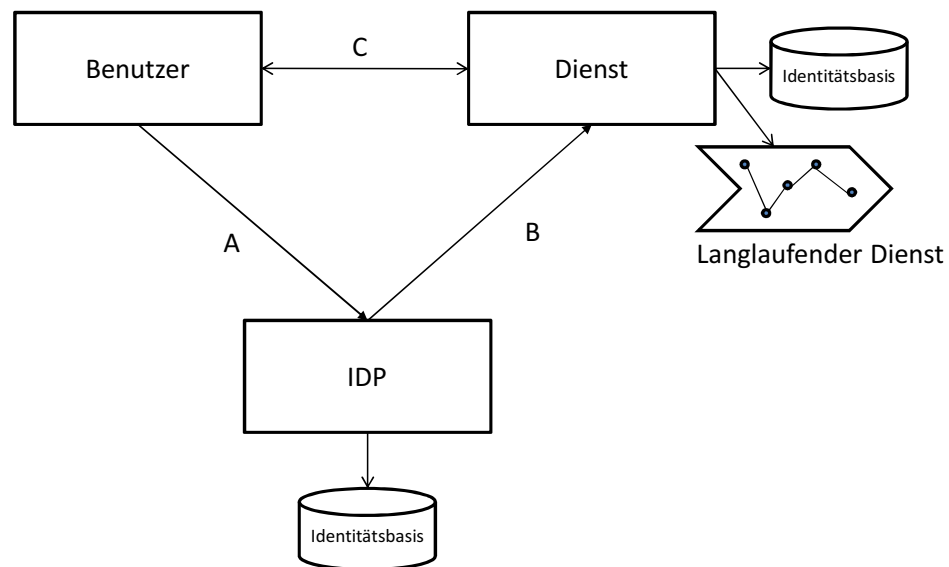 C
Benutzer
Dienst
Identitätsbasis
A
B
Langlaufender Dienst
IDP
Identitätsbasis